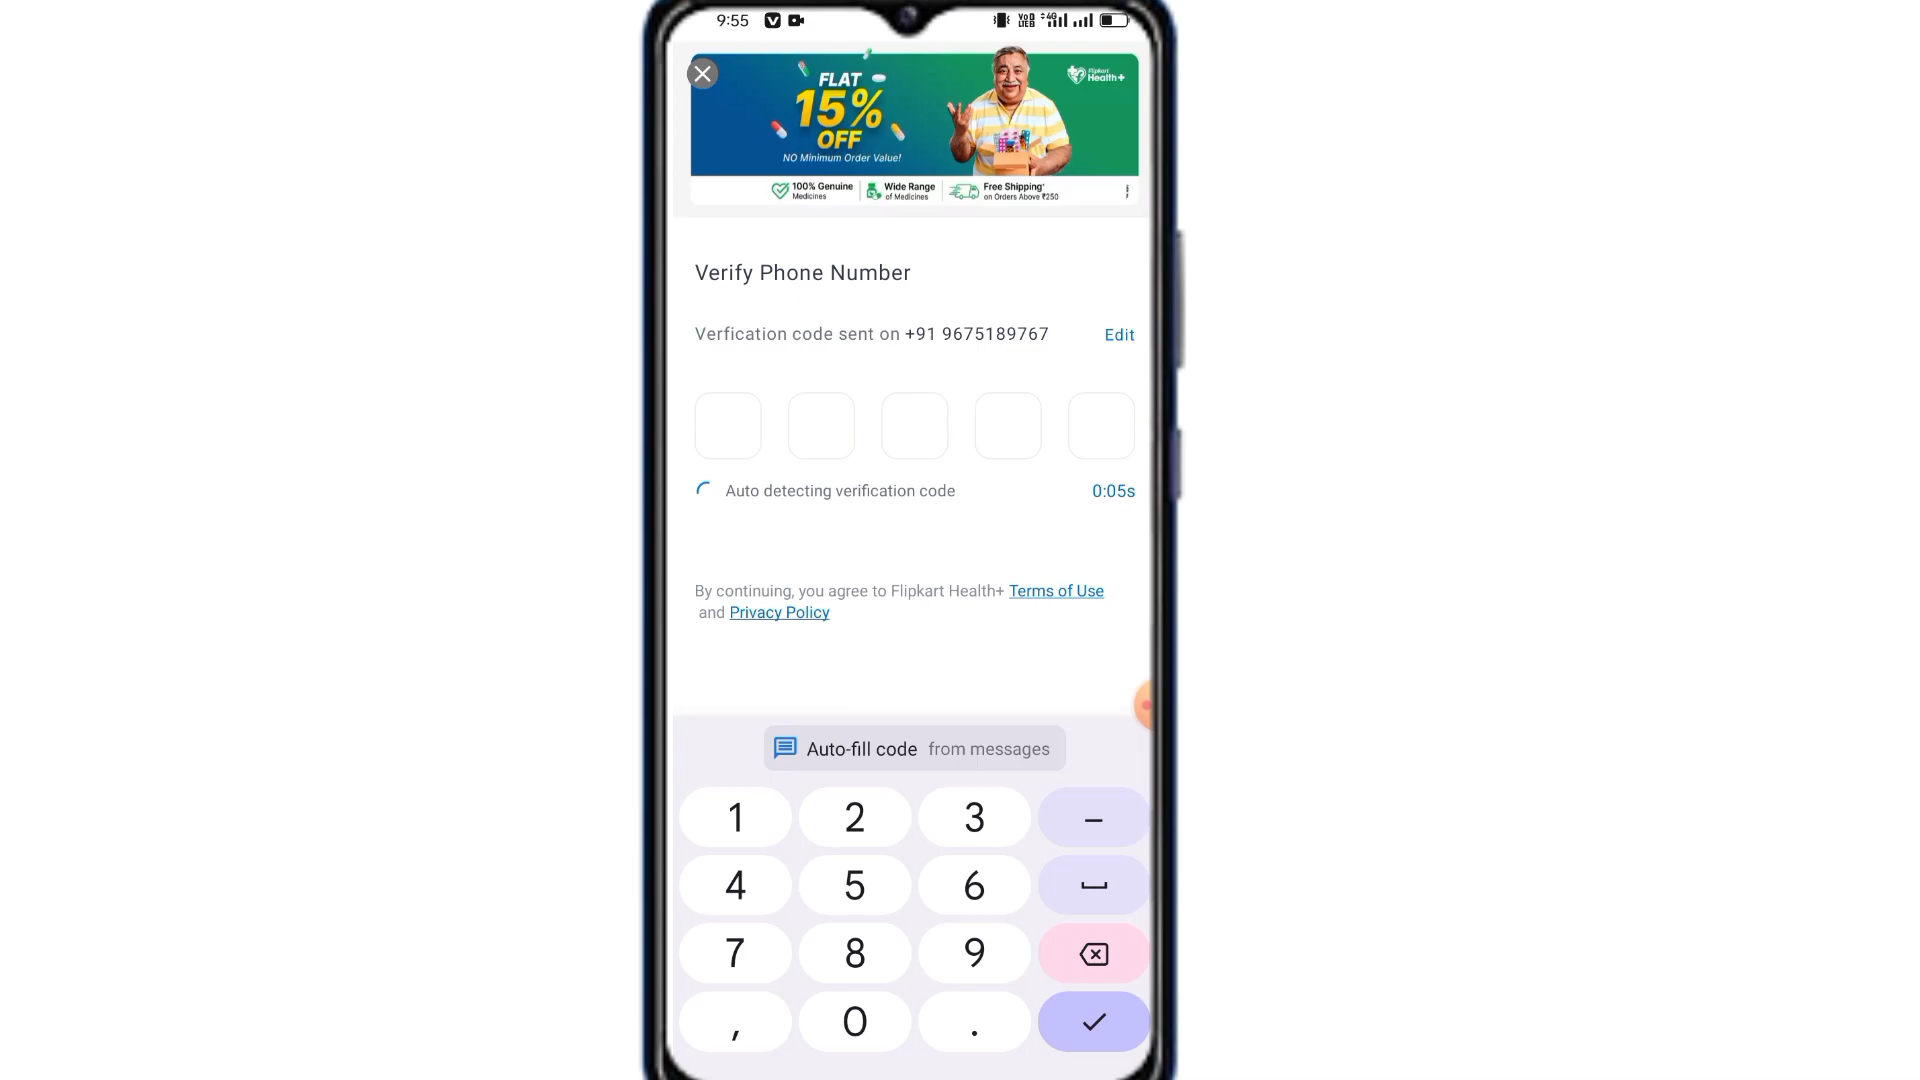 9:55
VoD LTE2 4G
FLAT
15%
OFF
NO Minimum Order Value!
Flipkart
Health+
100% Genuine
Medicines
Wide Range
of Medicines
Free Shipping*
on Orders Above ₹250
Verify Phone Number
Verfication code sent on +91 9675189767
Edit
Auto detecting verification code
0:05s
By continuing, you agree to Flipkart Health+ Terms of Use
and Privacy Policy
Auto-fill code from messages
1 2 3 –
4 5 6
7 8 9
, 0 .